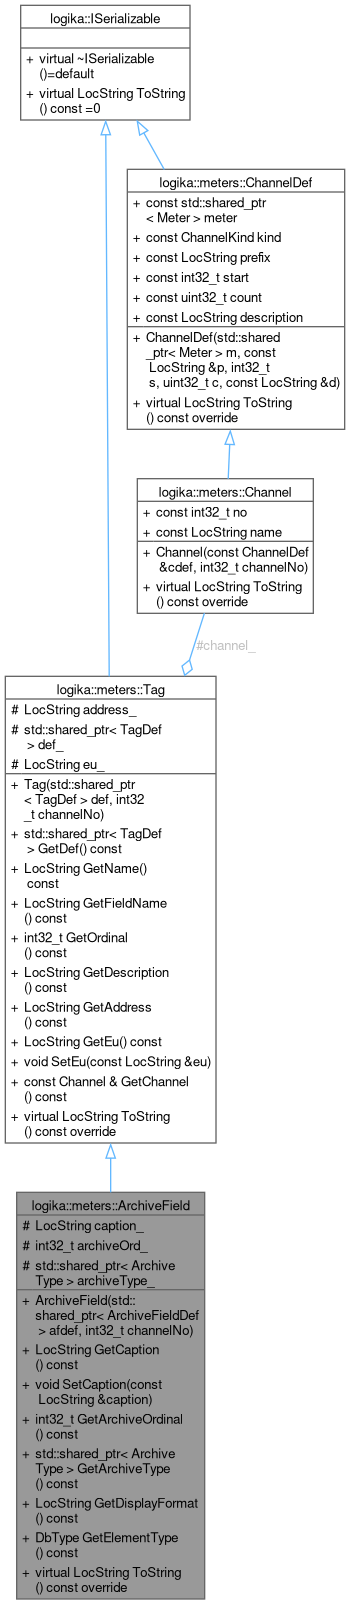 logika::ISerializable
+ virtual ~ISerializable
()=default
+ virtual LocString ToString
() const =0
logika::meters::ChannelDef
+ const std::shared_ptr
< Meter > meter
+ const ChannelKind kind
+ const LocString prefix
+ const int32_t start
+ const uint32_t count
+ const LocString description
+ ChannelDef(std::shared
_ptr< Meter > m, const
LocString &p, int32_t
s, uint32_t c, const LocString &d)
+ virtual LocString ToString
() const override
logika::meters::Channel
+ const int32_t no
+ const LocString name
+ Channel(const ChannelDef
&cdef, int32_t channelNo)
+ virtual LocString ToString
() const override
#channel_
logika::meters::Tag
# LocString address_
# std::shared_ptr< TagDef
> def_
# LocString eu_
+ Tag(std::shared_ptr
< TagDef > def, int32
_t channelNo)
+ std::shared_ptr< TagDef
> GetDef() const
+ LocString GetName()
const
+ LocString GetFieldName
() const
+ int32_t GetOrdinal
() const
+ LocString GetDescription
() const
+ LocString GetAddress
() const
+ LocString GetEu() const
+ void SetEu(const LocString &eu)
+ const Channel & GetChannel
() const
+ virtual LocString ToString
() const override
logika::meters::ArchiveField
# LocString caption_
# int32_t archiveOrd_
# std::shared_ptr< Archive
Type > archiveType_
+ ArchiveField(std::
shared_ptr< ArchiveFieldDef
> afdef, int32_t channelNo)
+ LocString GetCaption
() const
+ void SetCaption(const
LocString &caption)
+ int32_t GetArchiveOrdinal
() const
+ std::shared_ptr< Archive
Type > GetArchiveType
() const
+ LocString GetDisplayFormat
() const
+ DbType GetElementType
() const
+ virtual LocString ToString
() const override